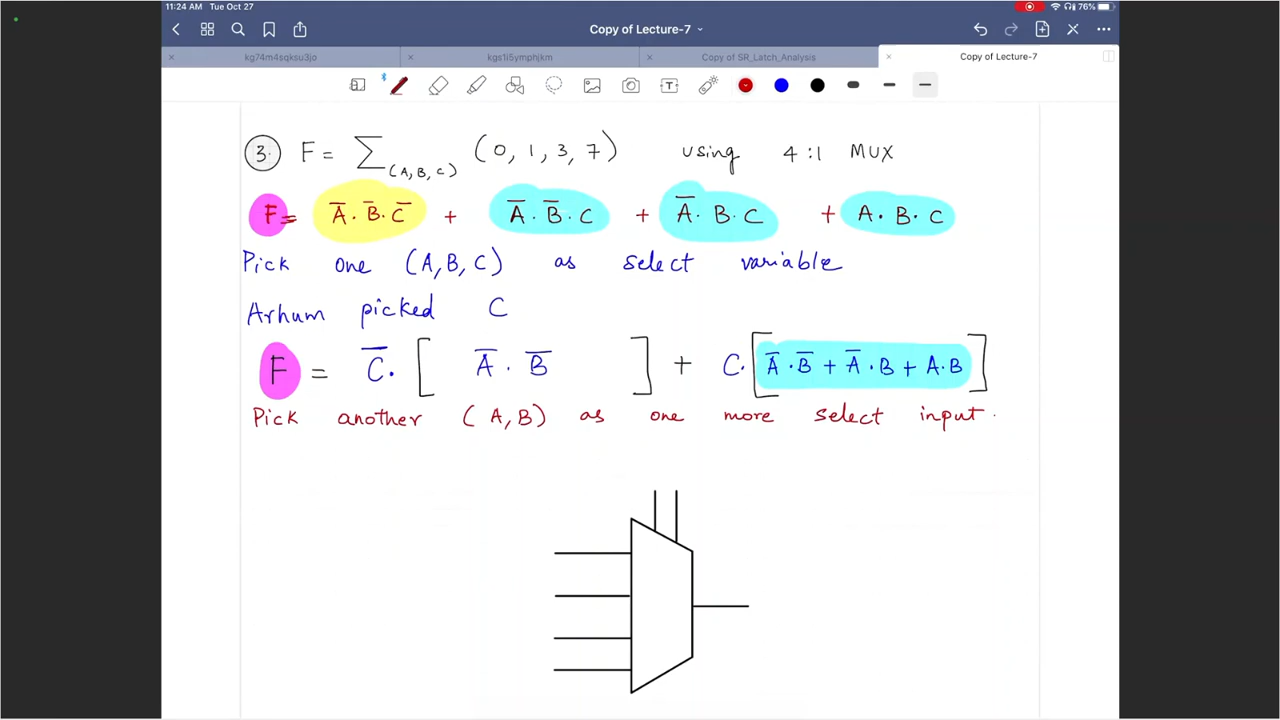 11:24 AM Tue Oct 27
76%
Copy of Lecture-7
kg74m4sqksu3jo
kgs1i5ymphjkm
Copy of SR_Latch_Analysis
Copy of Lecture-7
3. F = ∑(A,B,C) (0, 1, 3, 7) using 4:1 MUX
F = A̅·B̅·C̅ + A̅·B̅·C + A̅·B·C + A·B·C
Pick one (A,B,C) as select variable
Arhum picked C
F = C̅·[A̅·B̅] + C·[A̅·B̅ + A̅·B + A·B]
Pick another (A,B) as one more select input.